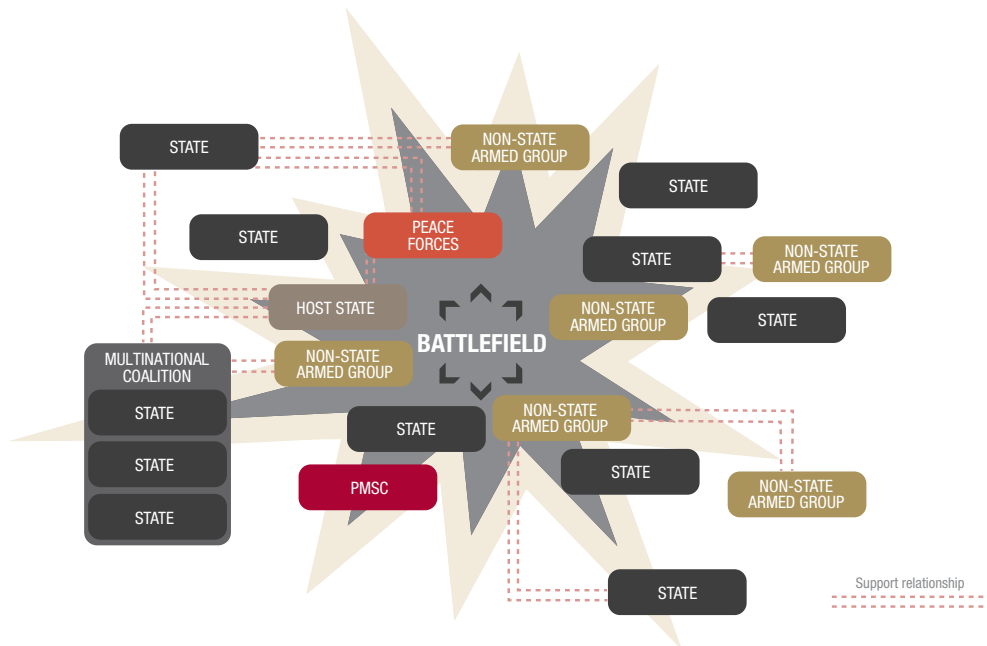 STATE
NON-STATE
ARMED GROUP
STATE
STATE
PEACE
FORCES
STATE
NON-STATE
ARMED GROUP
HOST STATE
NON-STATE
ARMED GROUP
STATE
BATTLEFIELD
MULTINATIONAL
COALITION
STATE
STATE
STATE
NON-STATE
ARMED GROUP
STATE
NON-STATE
ARMED GROUP
STATE
PMSC
NON-STATE
ARMED GROUP
STATE
Support relationship